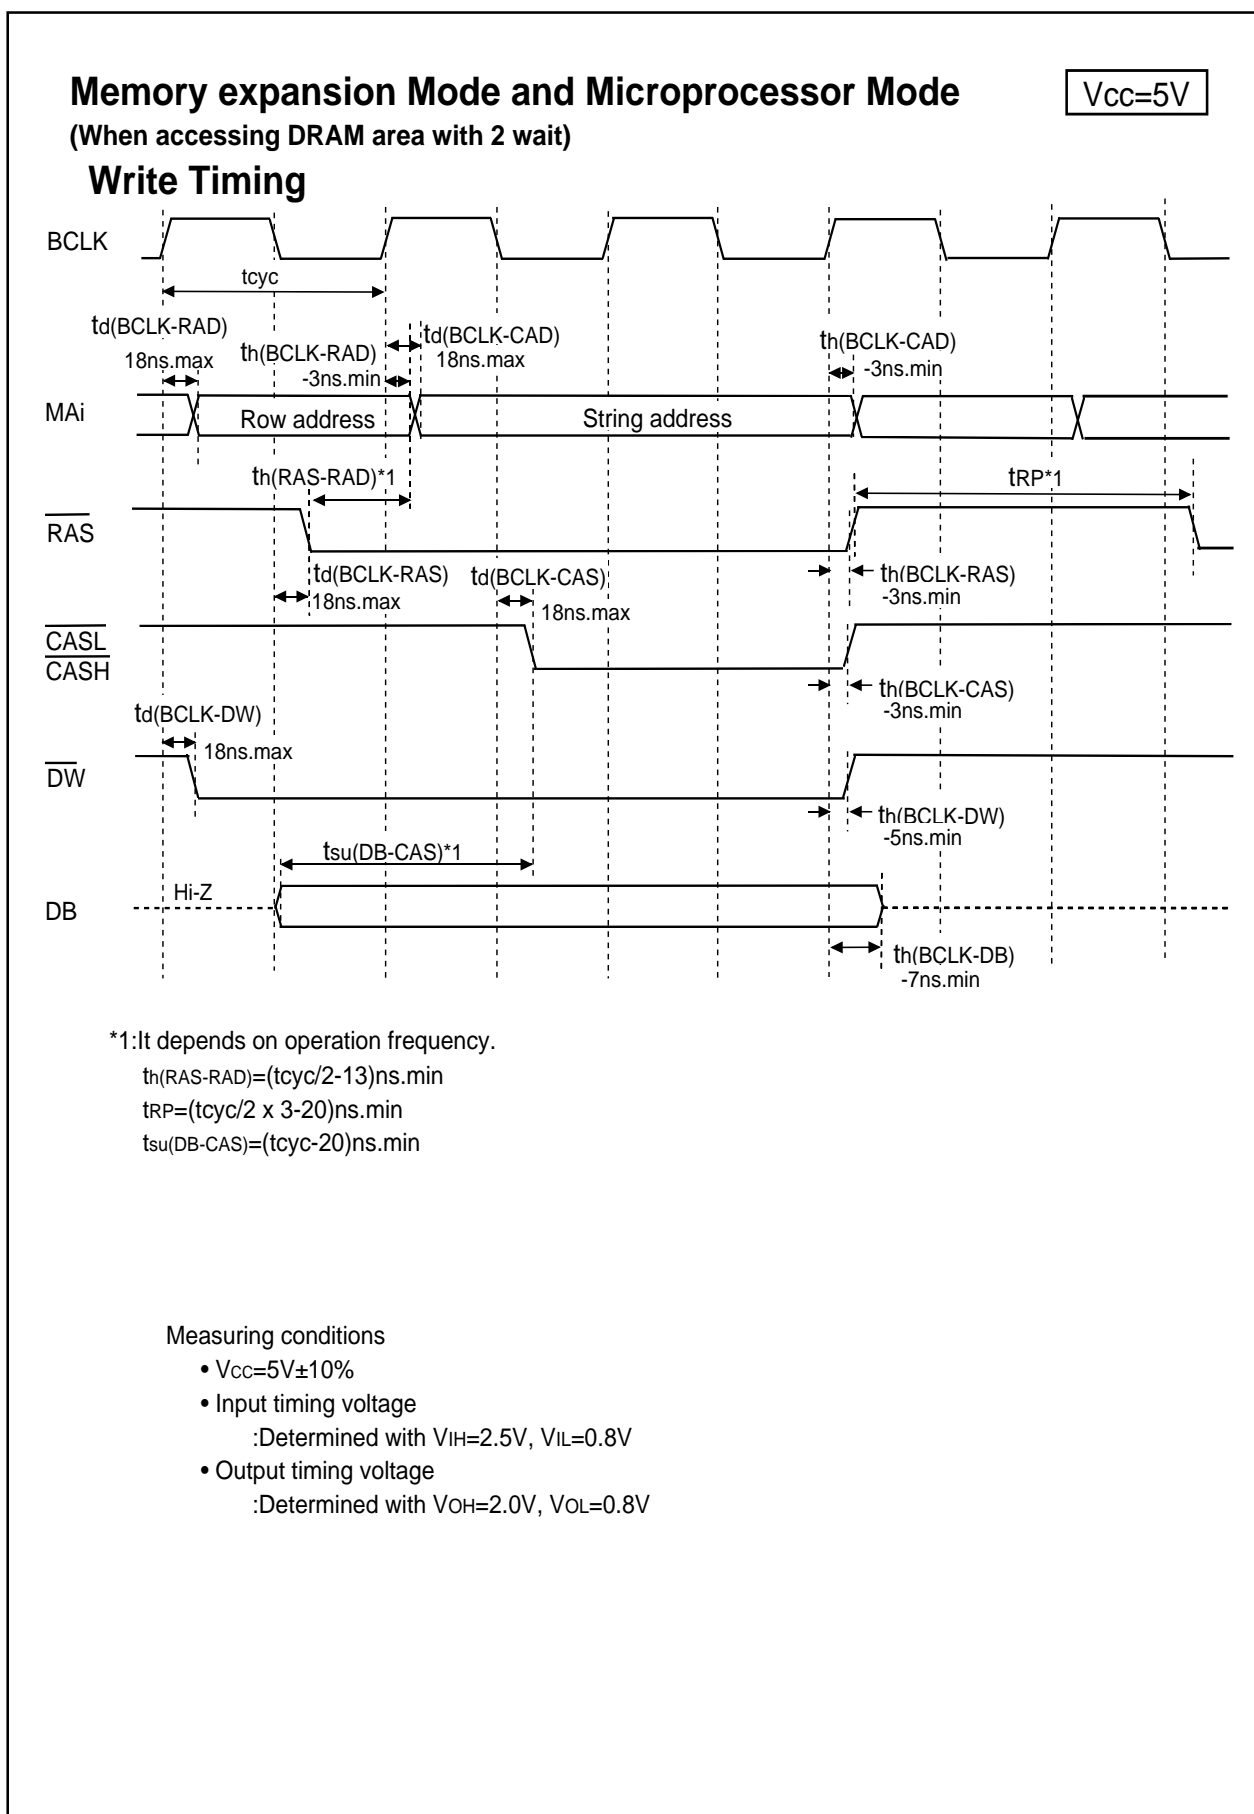 Memory expansion Mode and Microprocessor Mode
Vcc=5V
(When accessing DRAM area with 2 wait)
Write Timing
BCLK
tcyc
td(BCLK-RAD)
18ns.max
th(BCLK-RAD)
-3ns.min
td(BCLK-CAD)
18ns.max
th(BCLK-CAD)
-3ns.min
MAi
Row address
String address
th(RAS-RAD)*1
tRP*1
RAS
td(BCLK-RAS)
18ns.max
td(BCLK-CAS)
18ns.max
th(BCLK-RAS)
-3ns.min
CASL
CASH
th(BCLK-CAS)
-3ns.min
td(BCLK-DW)
18ns.max
DW
th(BCLK-DW)
-5ns.min
tsu(DB-CAS)*1
Hi-Z
DB
th(BCLK-DB)
-7ns.min
*1:It depends on operation frequency.
th(RAS-RAD)=(tcyc/2-13)ns.min
tRP=(tcyc/2 x 3-20)ns.min
tsu(DB-CAS)=(tcyc-20)ns.min
Measuring conditions
• VCC=5V±10%
• Input timing voltage
:Determined with VIH=2.5V, VIL=0.8V
• Output timing voltage
:Determined with VOH=2.0V, VOL=0.8V